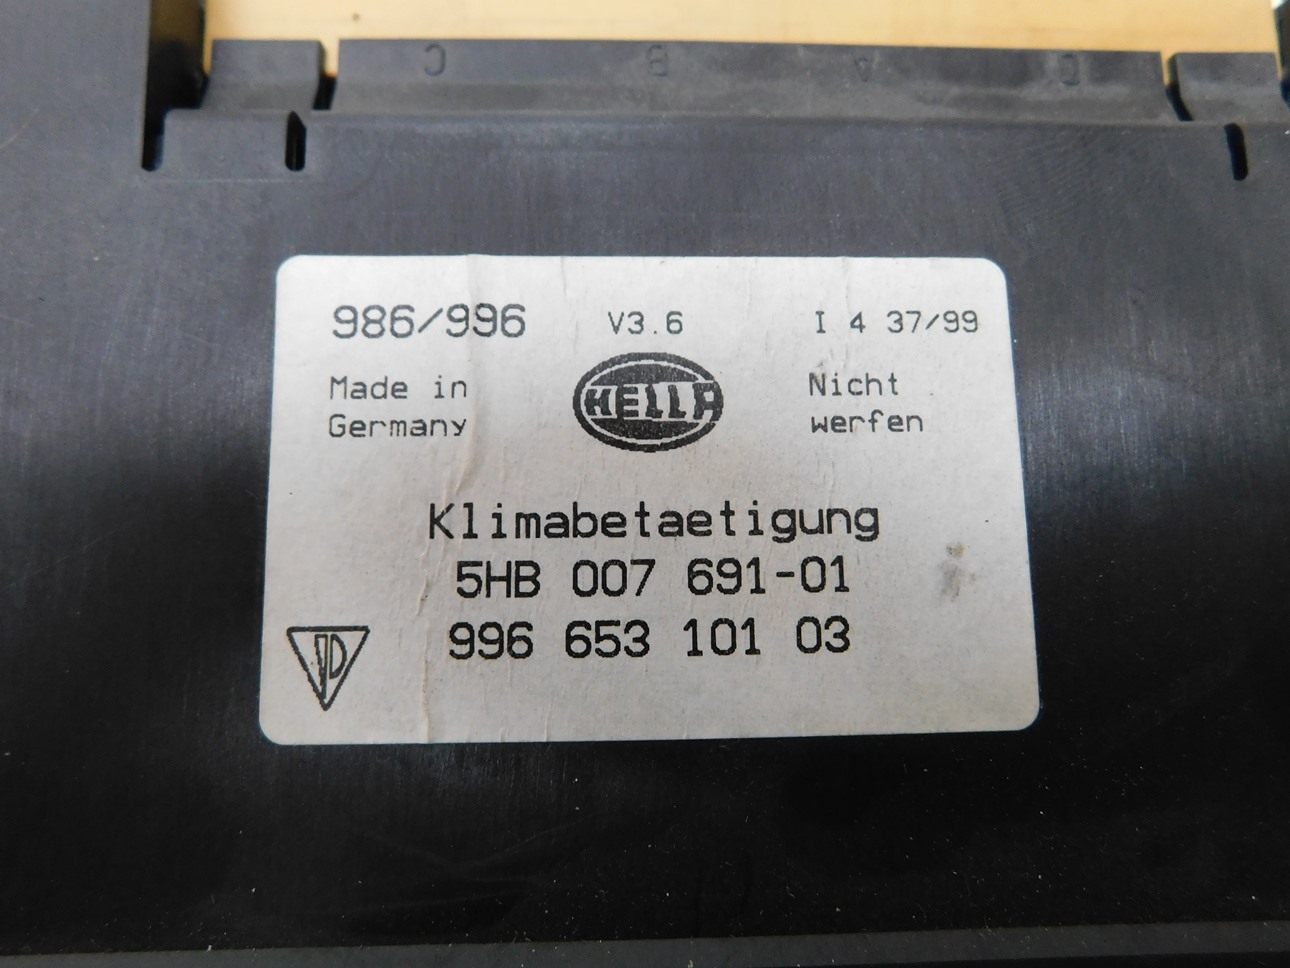 C B A D
986/996 V3.6 I 4 37/99
Made in
Germany
HELLA
Nicht
werfen
Klimabetaetigung
5HB 007 691-01
996 653 101 03